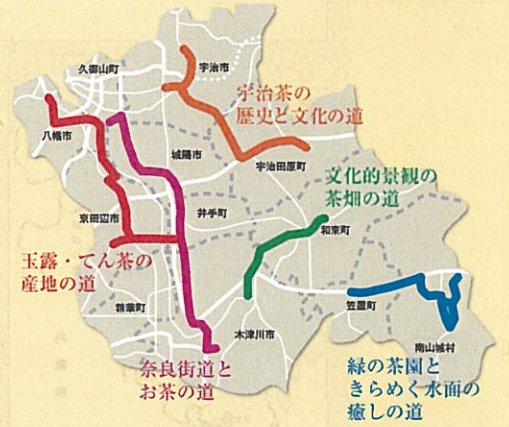 久御山町
宇治市
宇治茶の
歴史と文化の道
八幡市
城陽市
宇治田原町
文化的景観の
茶畑の道
京田辺市
井手町
和束町
玉露・てん茶の
産地の道
精華町
笠置町
木津川市
南山城村
奈良街道と
お茶の道
緑の茶園と
きらめく水面の
癒しの道